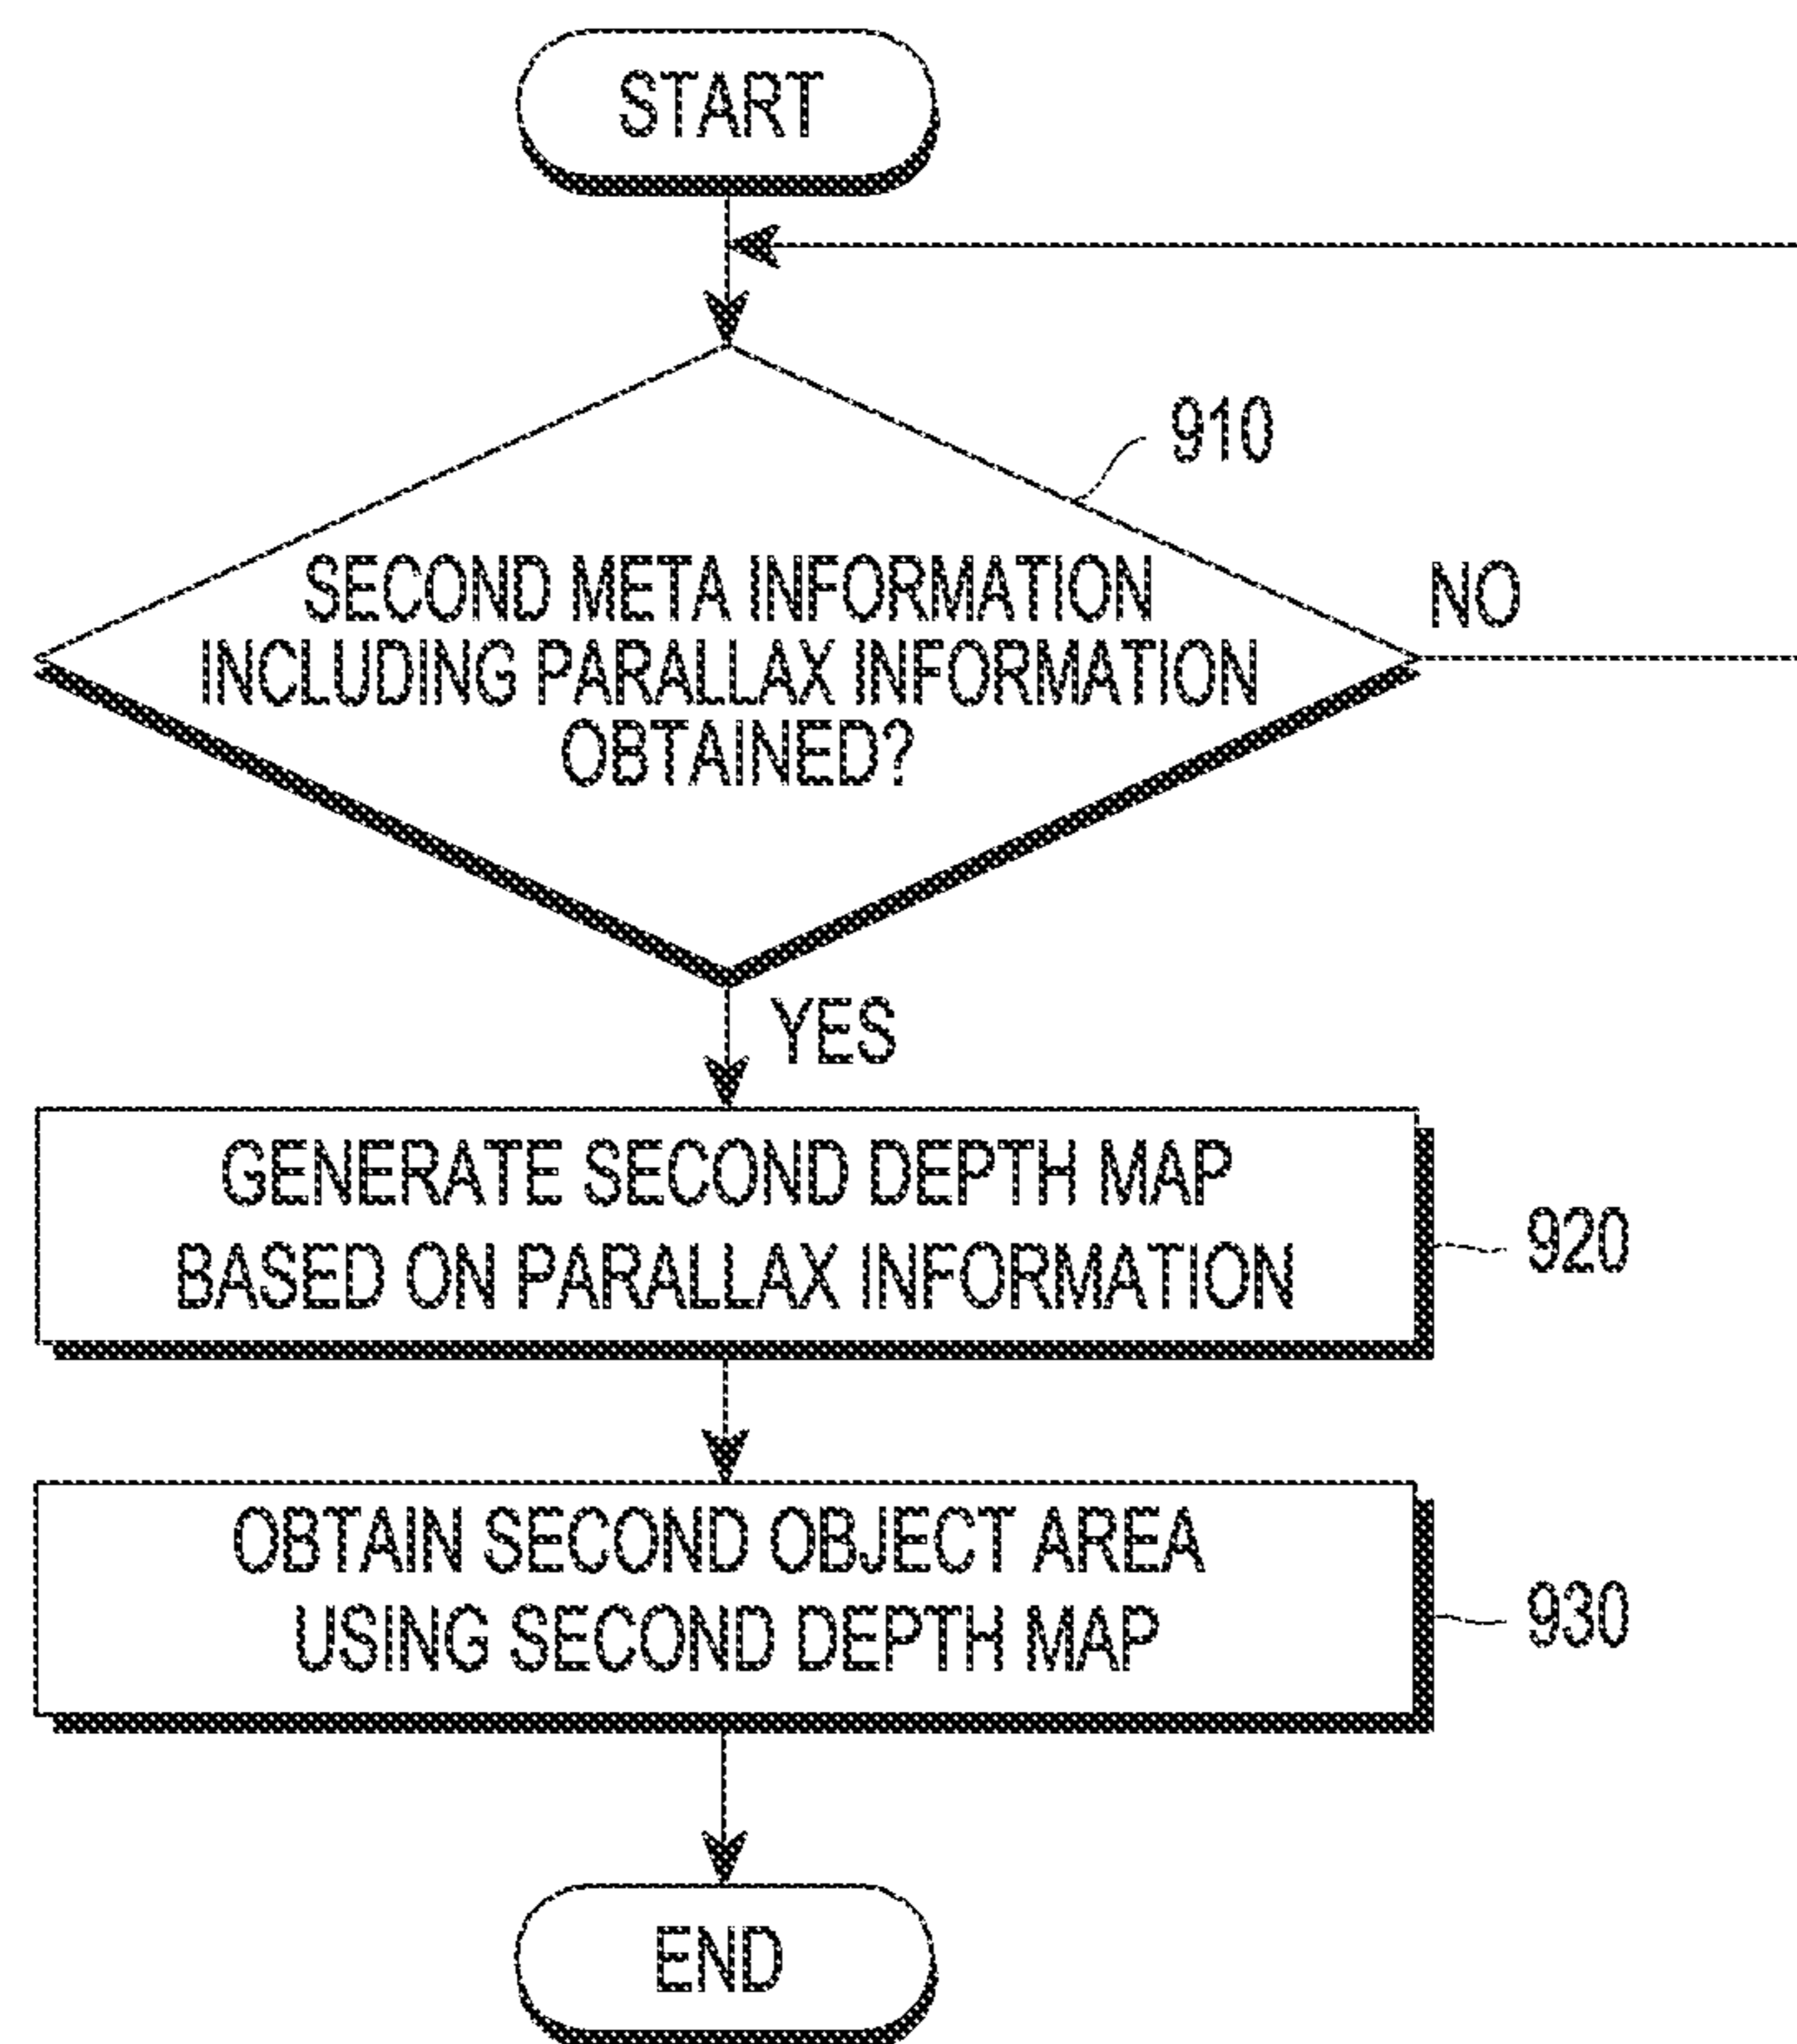 START
910
SECOND META INFORMATION
INCLUDING PARALLAX INFORMATION
OBTAINED?
NO
YES
GENERATE SECOND DEPTH MAP
BASED ON PARALLAX INFORMATION
920
OBTAIN SECOND OBJECT AREA
USING SECOND DEPTH MAP
930
END